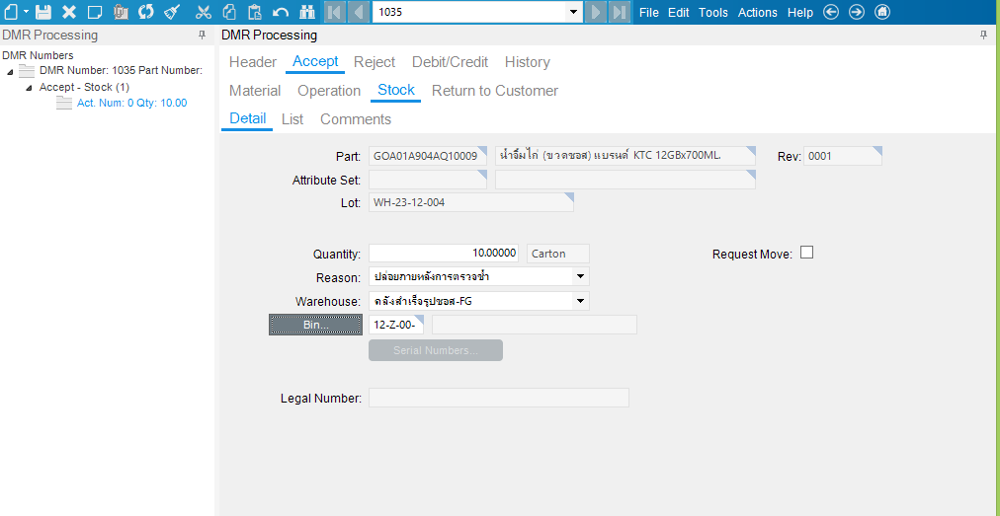 1035 File Edit Tools Actions Help
DMR Processing
DMR Numbers
DMR Number: 1035 Part Number:
Accept - Stock (1)
Act. Num: 0 Qty: 10.00
DMR Processing
Header Accept Reject Debit/Credit History
Material Operation Stock Return to Customer
Detail List Comments
Part: GOA01A904AQ10009 น้ำจิ้มไก่ (ขวดซอส) แบรนด์ KTC 12GBx700ML. Rev: 0001
Attribute Set:
Lot: WH-23-12-004
Quantity: 10.00000 Carton Request Move:
Reason: ปล่อยภายหลังการตรวจซ้ำ
Warehouse: คลังสำเร็จรูปซอส-FG
Bin... 12-Z-00-
Serial Numbers...
Legal Number: